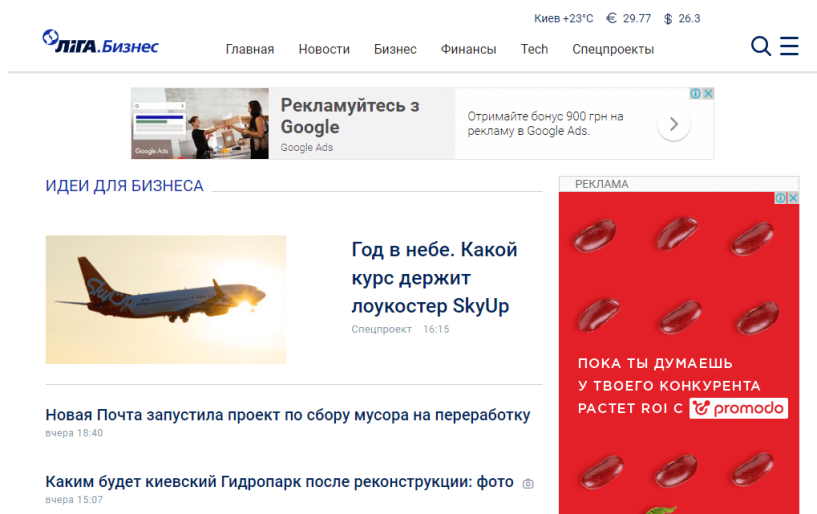 Киев +23°C € 29.77 $ 26.3
ЛІГА.Бизнес
Главная Новости Бизнес Финансы Tech Спецпроекты
Рекламуйтесь з
Google
Google Ads
Google Ads
Отримайте бонус 900 грн на
рекламу в Google Ads.
ИДЕИ ДЛЯ БИЗНЕСА
Год в небе. Какой
курс держит
лоукостер SkyUp
Спецпроект 16:15
SkyUp
Новая Почта запустила проект по сбору мусора на переработку
вчера 18:40
Каким будет киевский Гидропарк после реконструкции: фото
вчера 15:07
РЕКЛАМА
ПОКА ТЫ ДУМАЕШЬ
У ТВОЕГО КОНКУРЕНТА
РАСТЕТ ROI С promodo